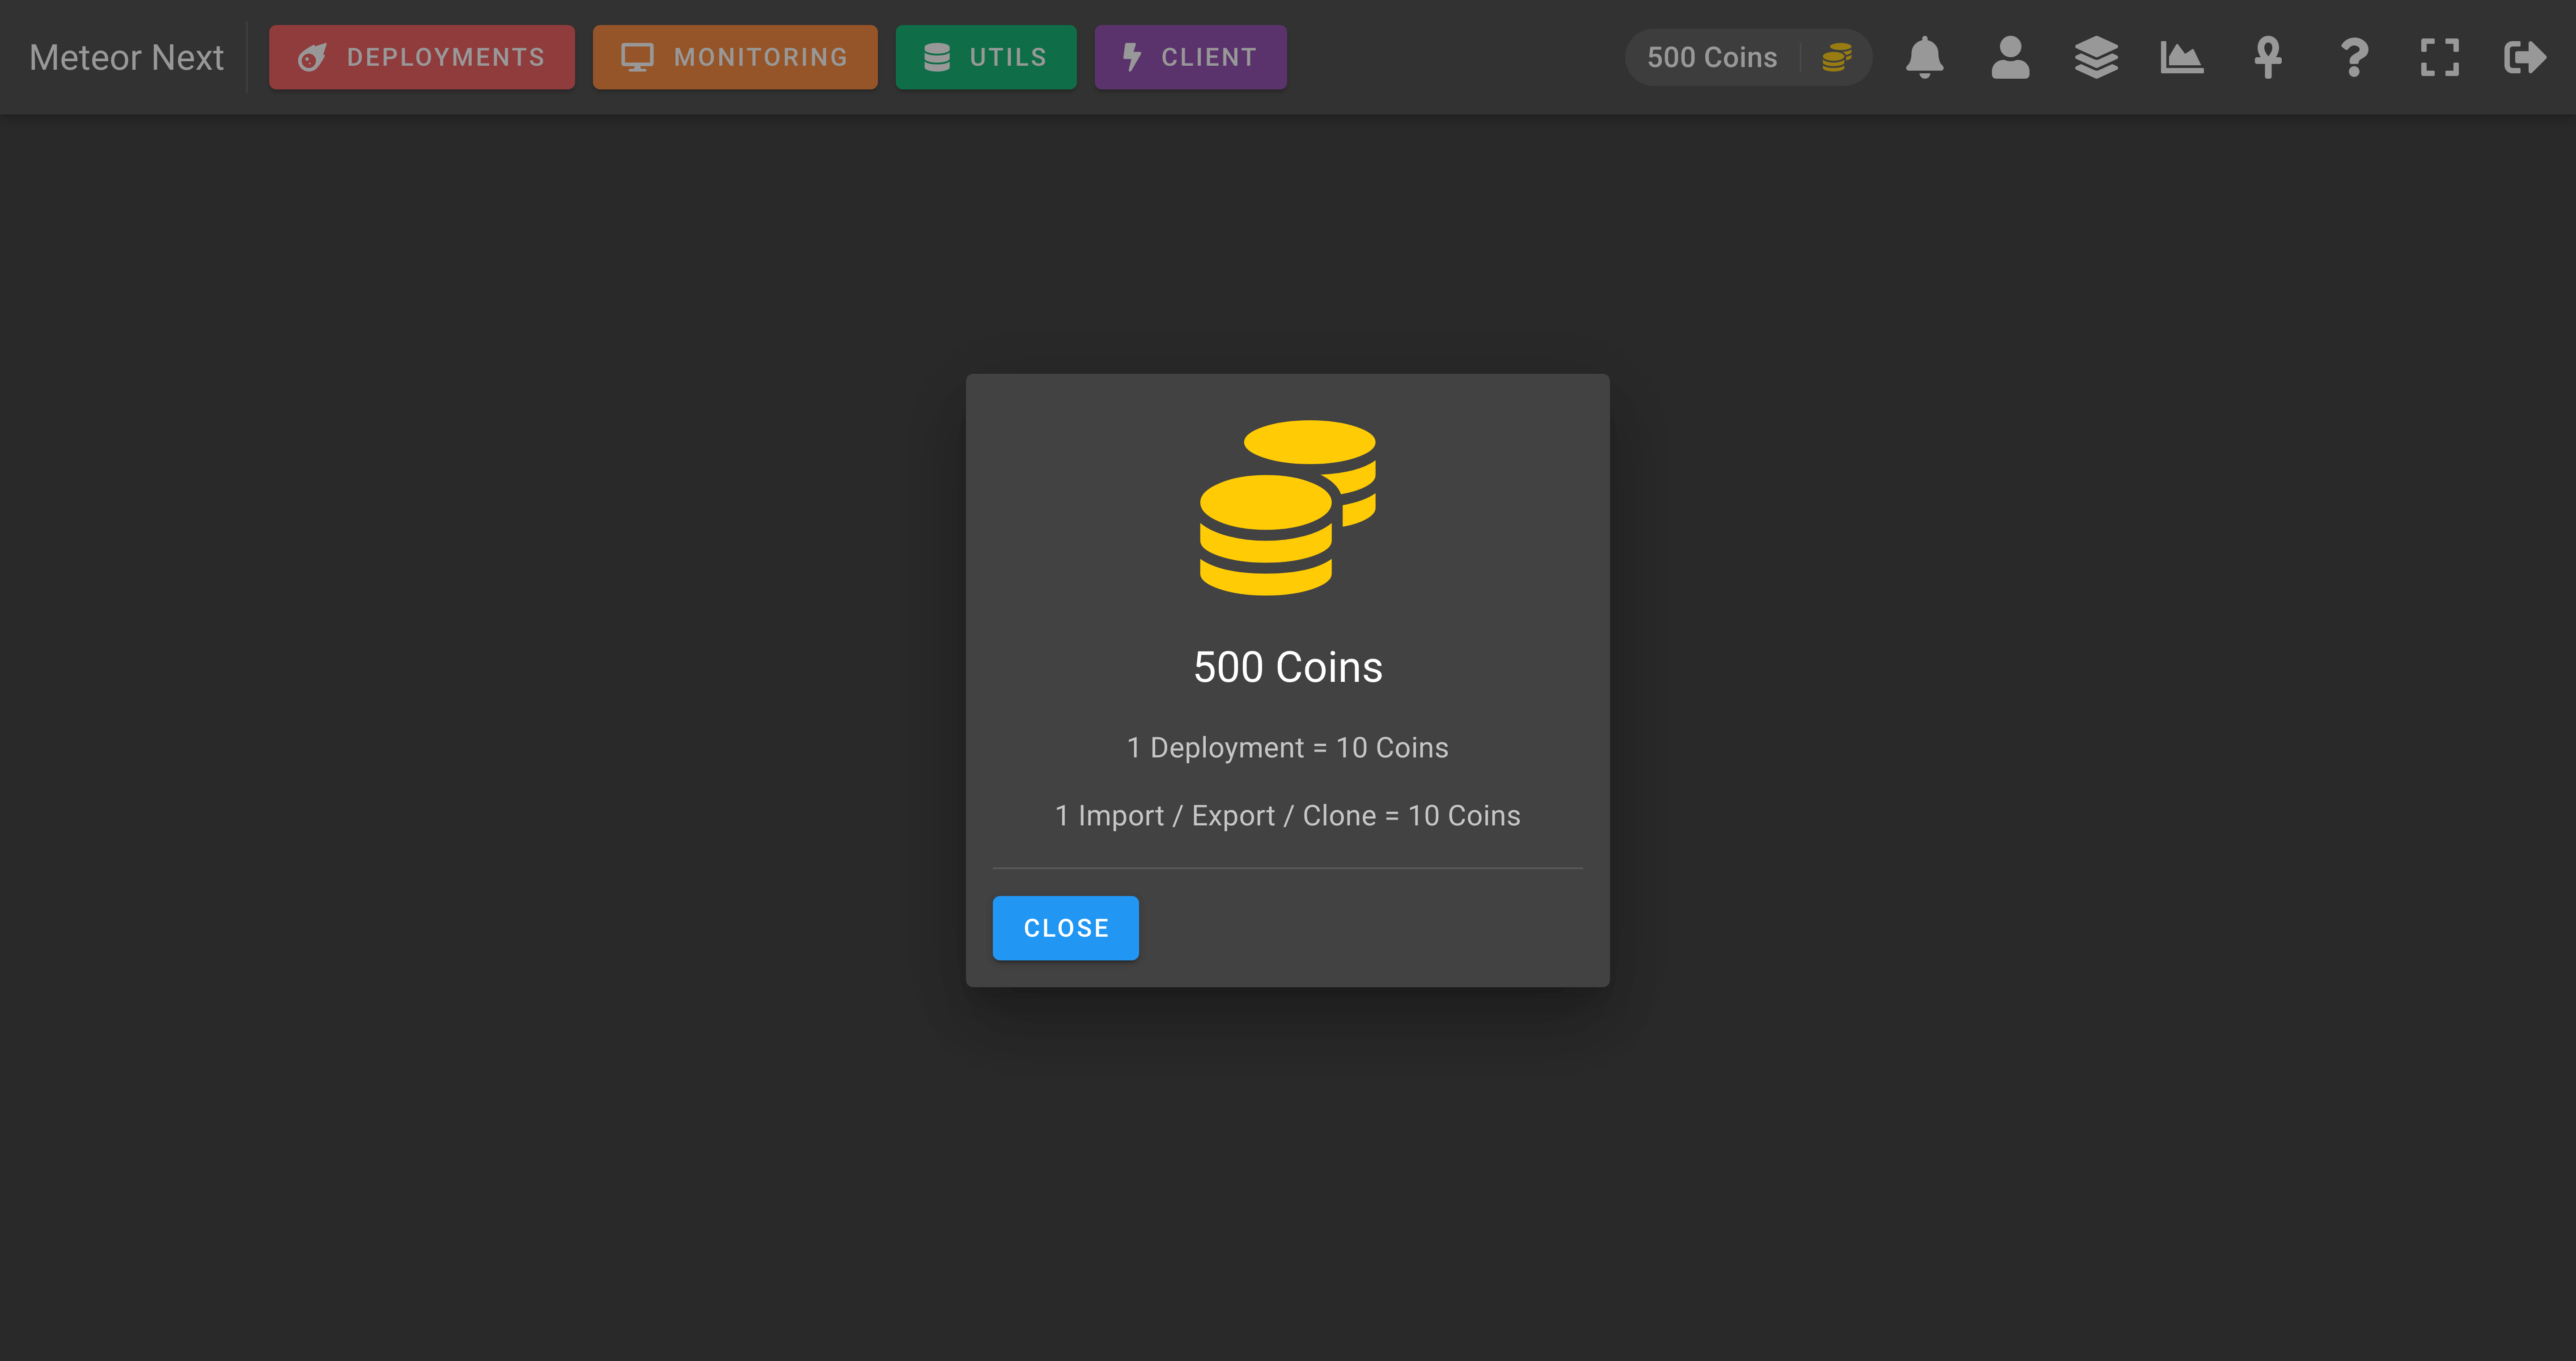 Meteor Next
DEPLOYMENTS
MONITORING
UTILS
CLIENT
500 Coins
500 Coins
1 Deployment = 10 Coins
1 Import / Export / Clone = 10 Coins
CLOSE